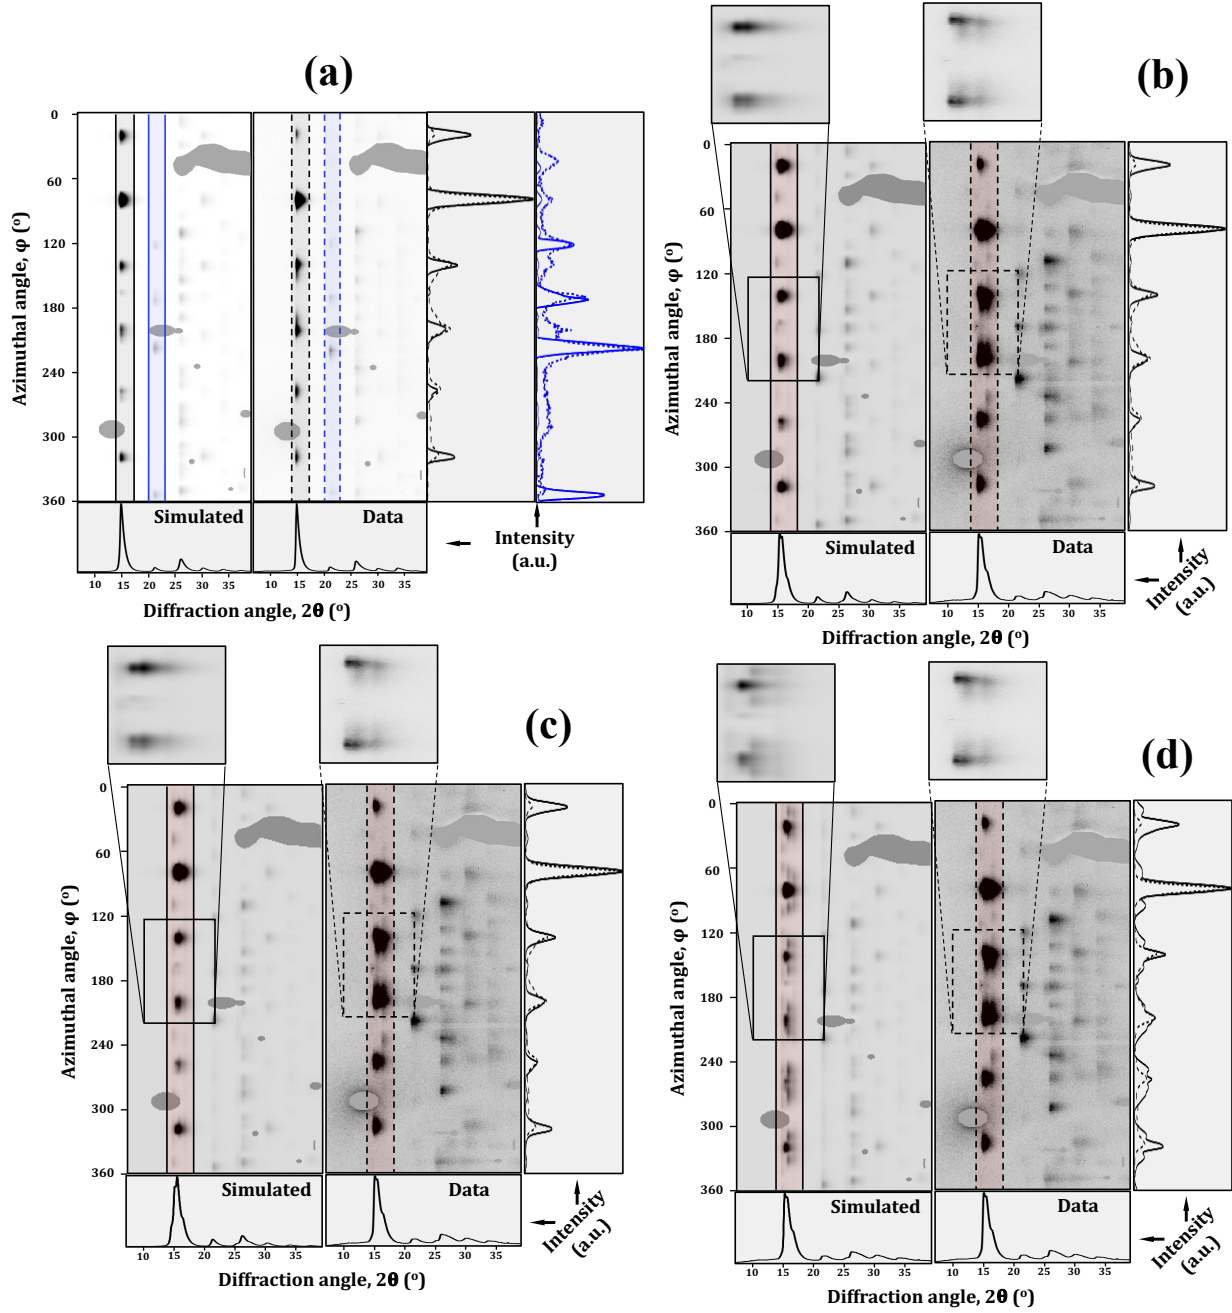 (a)
0
60
120
180
240
300
360
Azimuthal angle, φ (°)
Simulated
Data
10 15 20 25 30 35
10 15 20 25 30 35
Diffraction angle, 2θ (°)
Intensity
(a.u.)
(b)
0
60
120
180
240
300
360
Azimuthal angle, φ (°)
Simulated
Data
10 15 20 25 30 35
10 15 20 25 30 35
Diffraction angle, 2θ (°)
Intensity
(a.u.)
(c)
0
60
120
180
240
300
360
Azimuthal angle, φ (°)
Simulated
Data
10 15 20 25 30 35
10 15 20 25 30 35
Diffraction angle, 2θ (°)
Intensity
(a.u.)
(d)
0
60
120
180
240
300
360
Azimuthal angle, φ (°)
Simulated
Data
10 15 20 25 30 35
10 15 20 25 30 35
Diffraction angle, 2θ (°)
Intensity
(a.u.)